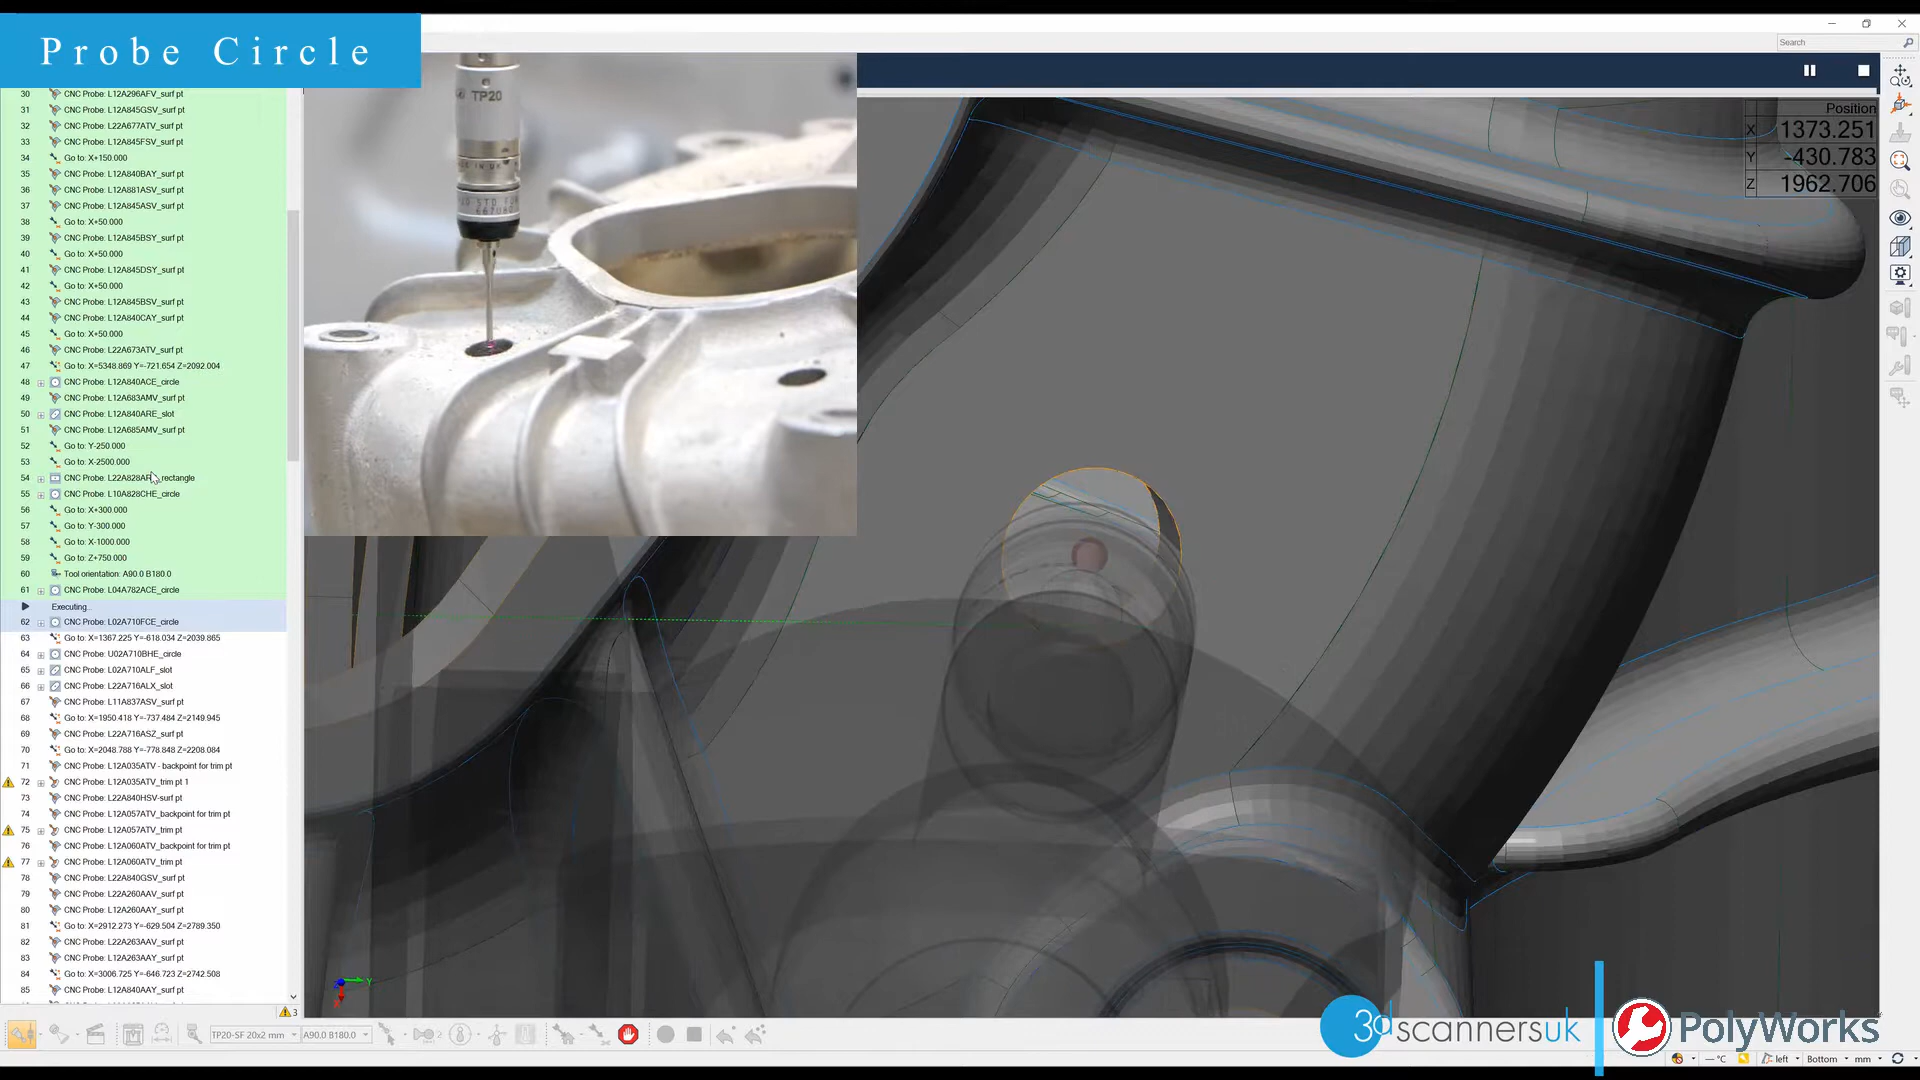 Probe Circle
Search
TP20
Position
X 1373.251
Y -430.783
Z 1962.706
30 CNC Probe: L12A296AFV_surf pt
31 CNC Probe: L12A845GSV_surf pt
32 CNC Probe: L22A677ATV_surf pt
33 CNC Probe: L12A845FSV_surf pt
34 Go to: X+150.000
35 CNC Probe: L12A840BAY_surf pt
36 CNC Probe: L12A881ASV_surf pt
37 CNC Probe: L12A845ASV_surf pt
38 Go to: X+50.000
39 CNC Probe: L12A845BSY_surf pt
40 Go to: X+50.000
41 CNC Probe: L12A845DSY_surf pt
42 Go to: X+50.000
43 CNC Probe: L12A845BSV_surf pt
44 CNC Probe: L12A840CAY_surf pt
45 Go to: X+50.000
46 CNC Probe: L22A673ATV_surf pt
47 Go to: X=5348.869 Y=-721.654 Z=2092.004
48 CNC Probe: L12A840ACE_circle
49 CNC Probe: L12A683AMV_surf pt
50 CNC Probe: L12A840ARE_slot
51 CNC Probe: L12A685AMV_surf pt
52 Go to: Y-250.000
53 Go to: X-2500.000
54 CNC Probe: rectangle
55 CNC Probe: L10A828CHE_circle
56 Go to: X+300.000
57 Go to: Y-300.000
58 Go to: X-1000.000
59 Go to: Z+750.000
60 Tool orientation: A90.0 B180.0
61 CNC Probe: L04A782ACE_circle
Executing...
62 CNC Probe: L02A710FCE_circle
63 Go to: X=1367.225 Y=-618.034 Z=2039.865
64 CNC Probe: U02A710BHE_circle
65 CNC Probe: L02A710ALF_slot
66 CNC Probe: L22A716ALX_slot
67 CNC Probe: L11A837ASV_surf pt
68 Go to: X=1950.418 Y=-737.484 Z=2149.945
69 CNC Probe: L22A716ASZ_surf pt
70 Go to: X=2048.788 Y=-778.848 Z=2208.084
71 CNC Probe: L12A035ATV - backpoint for trim pt
72 CNC Probe: L12A035ATV_trim pt 1
73 CNC Probe: L22A840HSV-surf pt
74 CNC Probe: L12A057ATV_backpoint for trim pt
75 CNC Probe: L12A057ATV_trim pt
76 CNC Probe: L12A060ATV_backpoint for trim pt
77 CNC Probe: L12A060ATV_trim pt
78 CNC Probe: L22A840GSV_surf pt
79 CNC Probe: L22A260AAV_surf pt
80 CNC Probe: L12A260AAY_surf pt
81 Go to: X=2912.273 Y=-629.504 Z=2789.350
82 CNC Probe: L22A263AAV_surf pt
83 CNC Probe: L22A263AAY_surf pt
84 Go to: X=3006.725 Y=-646.723 Z=2742.508
85 CNC Probe: L12A840AAY_surf pt
3
Y
TP20-SF 20x2 mm A90.0 B180.0
3dscannersuk PolyWorks
— °C left Bottom mm